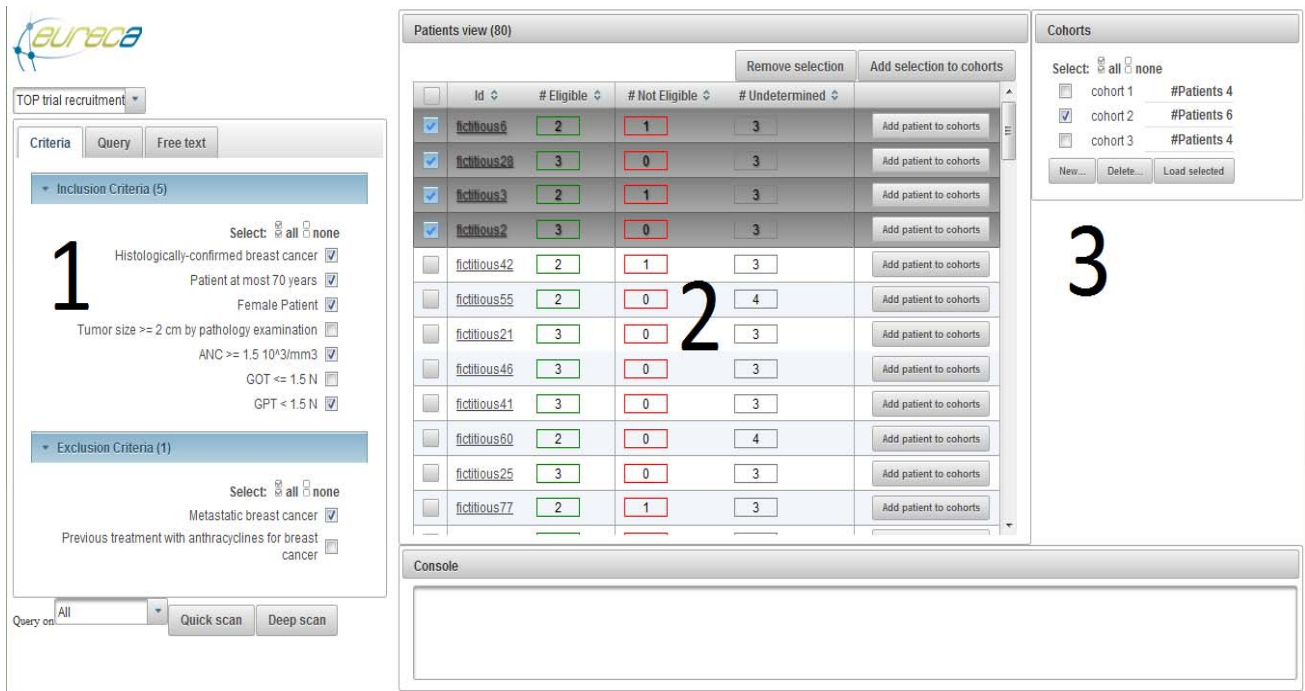 eureca
TOP trial recruitment
Criteria Query Free text
Inclusion Criteria (5)
Select: all none
Histologically-confirmed breast cancer
Patient at most 70 years
Female Patient
Tumor size >= 2 cm by pathology examination
ANC >= 1.5 10^3/mm3
GOT <= 1.5 N
GPT < 1.5 N
1
Exclusion Criteria (1)
Select: all none
Metastatic breast cancer
Previous treatment with anthracyclines for breast
cancer
Query on All Quick scan Deep scan
Patients view (80)
Remove selection Add selection to cohorts
Id # Eligible # Not Eligible # Undetermined
fictitious6 2 1 3 Add patient to cohorts
fictitious28 3 0 3 Add patient to cohorts
fictitious3 2 1 3 Add patient to cohorts
fictitious2 3 0 3 Add patient to cohorts
fictitious42 2 1 3 Add patient to cohorts
fictitious55 2 0 4 Add patient to cohorts
fictitious21 3 0 3 Add patient to cohorts
fictitious46 3 0 3 Add patient to cohorts
fictitious41 3 0 3 Add patient to cohorts
fictitious60 2 0 4 Add patient to cohorts
fictitious25 3 0 3 Add patient to cohorts
fictitious77 2 1 3 Add patient to cohorts
2
Console
Cohorts
Select: all none
cohort 1 #Patients 4
cohort 2 #Patients 6
cohort 3 #Patients 4
New... Delete... Load selected
3